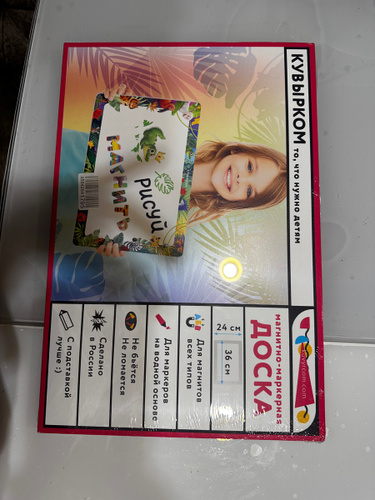 КУВЫРКОМ то, что нужно детям
РИСУЙ
МАГНИТЬ
магнитно-маркерная
ДОСКА
24 см
36 см
Для магнитов
всех типов
Для маркеров
на водной основе
Не бьётся
Не ломается
Сделано
в России
С подставкой
лучше :)